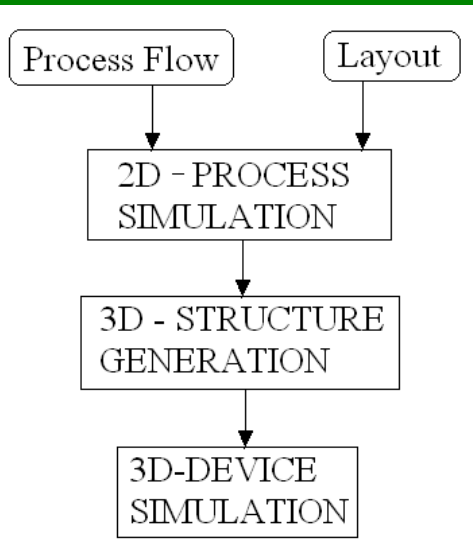 Process Flow
Layout
2D - PROCESS
SIMULATION
3D - STRUCTURE
GENERATION
3D-DEVICE
SIMULATION